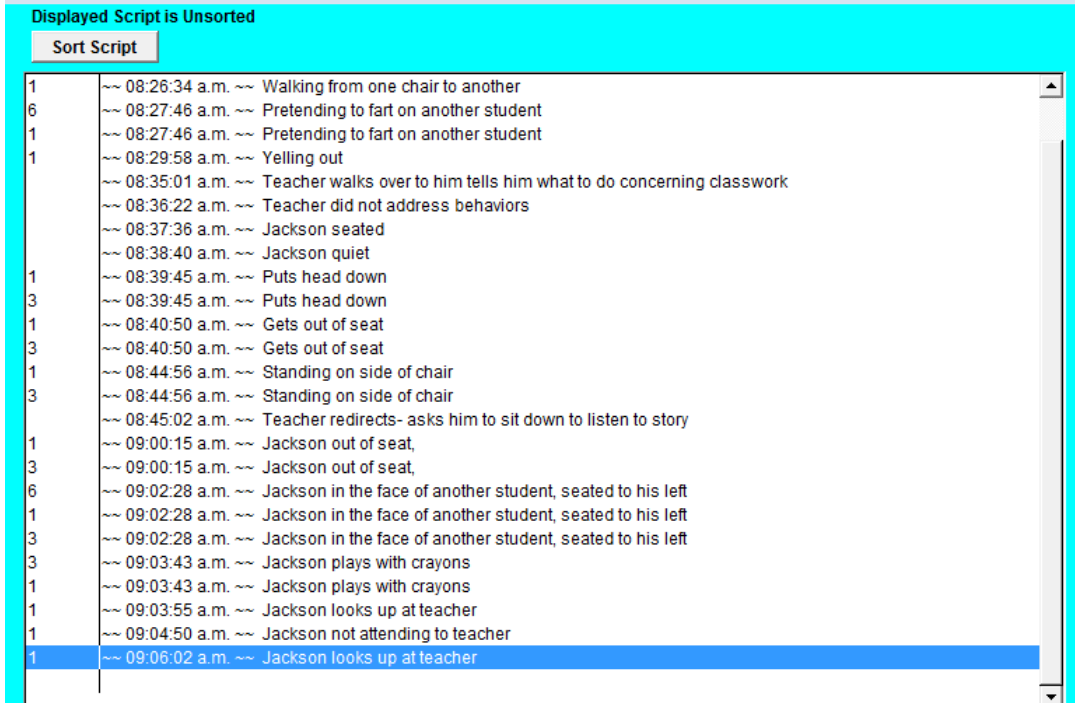 Displayed Script is Unsorted
Sort Script
1 ~~ 08:26:34 a.m. ~~ Walking from one chair to another
6 ~~ 08:27:46 a.m. ~~ Pretending to fart on another student
1 ~~ 08:27:46 a.m. ~~ Pretending to fart on another student
1 ~~ 08:29:58 a.m. ~~ Yelling out
~~ 08:35:01 a.m. ~~ Teacher walks over to him tells him what to do concerning classwork
~~ 08:36:22 a.m. ~~ Teacher did not address behaviors
~~ 08:37:36 a.m. ~~ Jackson seated
~~ 08:38:40 a.m. ~~ Jackson quiet
1 ~~ 08:39:45 a.m. ~~ Puts head down
3 ~~ 08:39:45 a.m. ~~ Puts head down
1 ~~ 08:40:50 a.m. ~~ Gets out of seat
3 ~~ 08:40:50 a.m. ~~ Gets out of seat
1 ~~ 08:44:56 a.m. ~~ Standing on side of chair
3 ~~ 08:44:56 a.m. ~~ Standing on side of chair
~~ 08:45:02 a.m. ~~ Teacher redirects- asks him to sit down to listen to story
1 ~~ 09:00:15 a.m. ~~ Jackson out of seat,
3 ~~ 09:00:15 a.m. ~~ Jackson out of seat,
6 ~~ 09:02:28 a.m. ~~ Jackson in the face of another student, seated to his left
1 ~~ 09:02:28 a.m. ~~ Jackson in the face of another student, seated to his left
3 ~~ 09:02:28 a.m. ~~ Jackson in the face of another student, seated to his left
3 ~~ 09:03:43 a.m. ~~ Jackson plays with crayons
1 ~~ 09:03:43 a.m. ~~ Jackson plays with crayons
1 ~~ 09:03:55 a.m. ~~ Jackson looks up at teacher
1 ~~ 09:04:50 a.m. ~~ Jackson not attending to teacher
1 ~~ 09:06:02 a.m. ~~ Jackson looks up at teacher